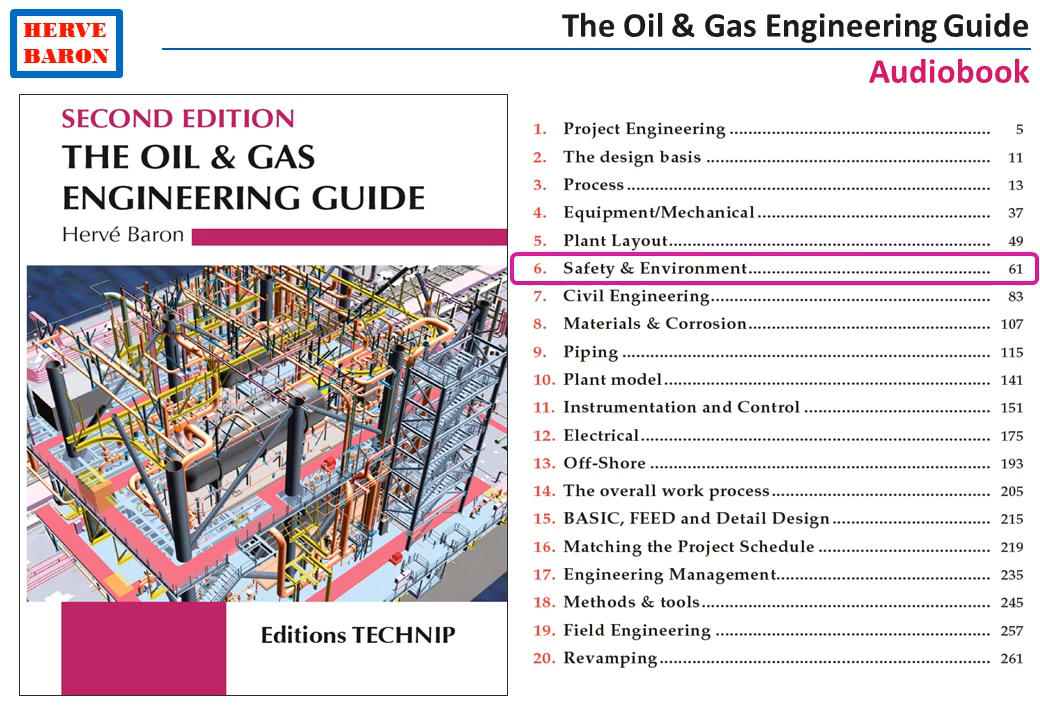 HERVE
BARON
The Oil & Gas Engineering Guide
Audiobook
SECOND EDITION
THE OIL & GAS
ENGINEERING GUIDE
Hervé Baron
Editions TECHNIP
1. Project Engineering ........ 5
2. The design basis ........ 11
3. Process ........ 13
4. Equipment/Mechanical ........ 37
5. Plant Layout ........ 49
6. Safety & Environment ........ 61
7. Civil Engineering ........ 83
8. Materials & Corrosion ........ 107
9. Piping ........ 115
10. Plant model ........ 141
11. Instrumentation and Control ........ 151
12. Electrical ........ 175
13. Off-Shore ........ 193
14. The overall work process ........ 205
15. BASIC, FEED and Detail Design ........ 215
16. Matching the Project Schedule ........ 219
17. Engineering Management ........ 235
18. Methods & tools ........ 245
19. Field Engineering ........ 257
20. Revamping ........ 261